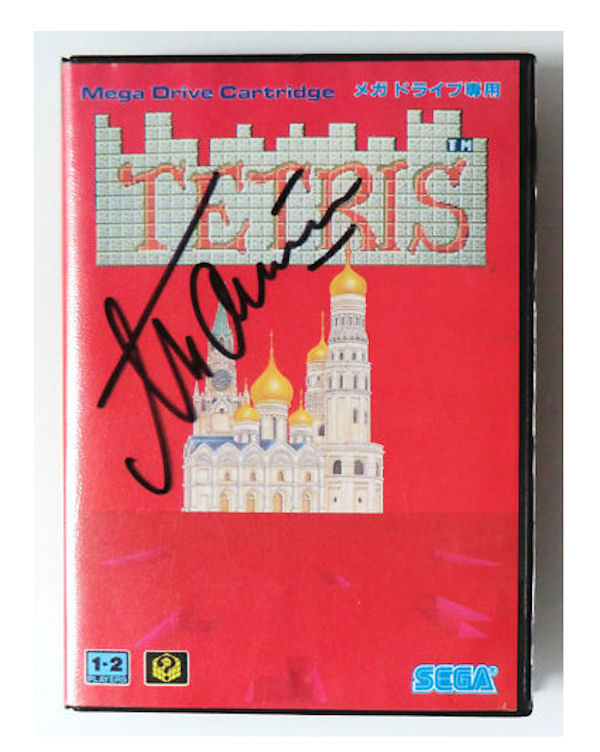 Mega Drive Cartridge メガドライブ専用
TM
TETRIS
1-2
PLAYERS
SEGA